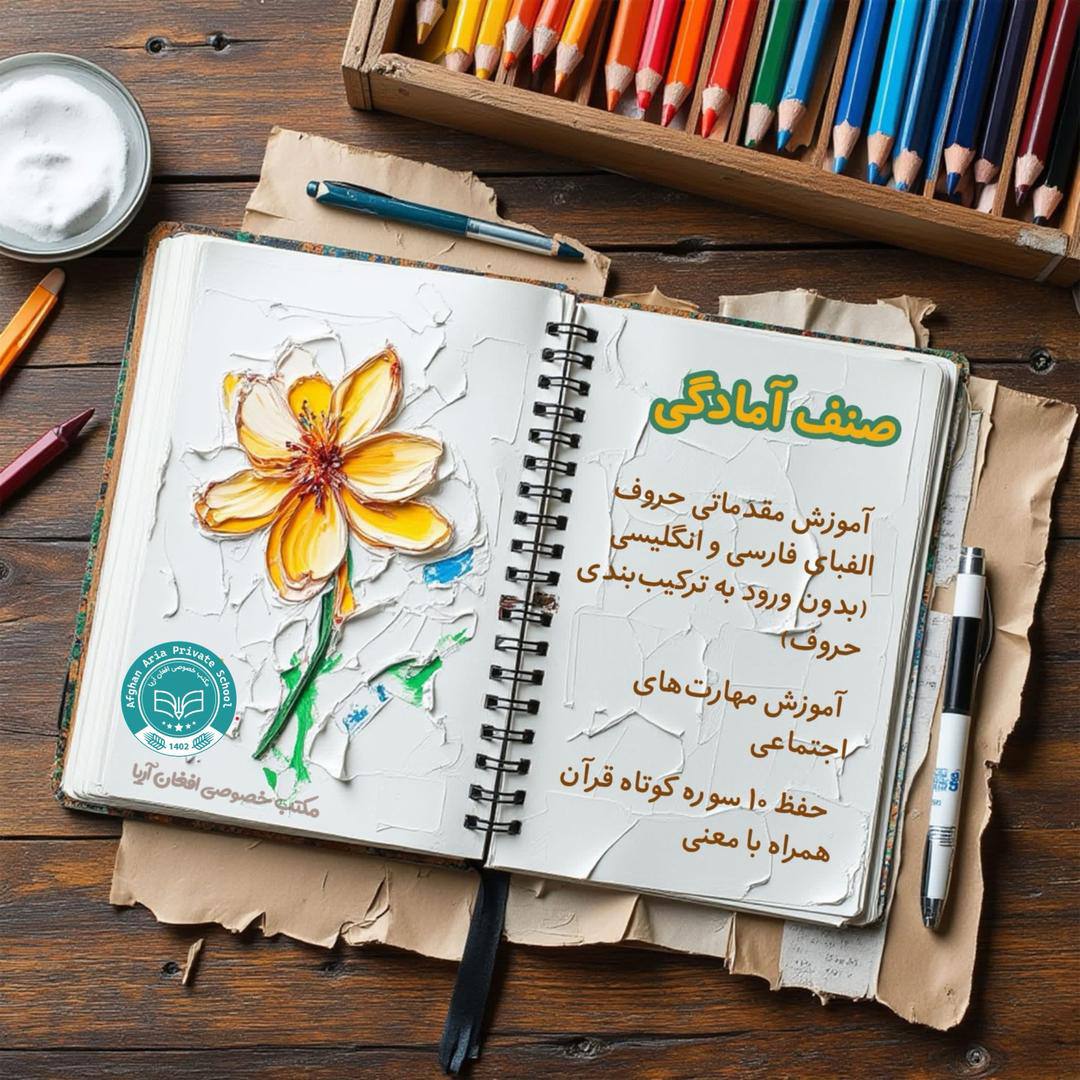 صنف آمادگی
آموزش مقدماتی حروف
الفبای فارسی و انگلیسی
(بدون ورود به ترکیب‌بندی
حروف)
آموزش مهارت‌های
اجتماعی
حفظ ۱۰ سوره کوتاه قرآن
همراه با معنی
Afghan Aria Private School
مکتب خصوصی افغان آریا
1402
مکتب خصوصی افغان آریا